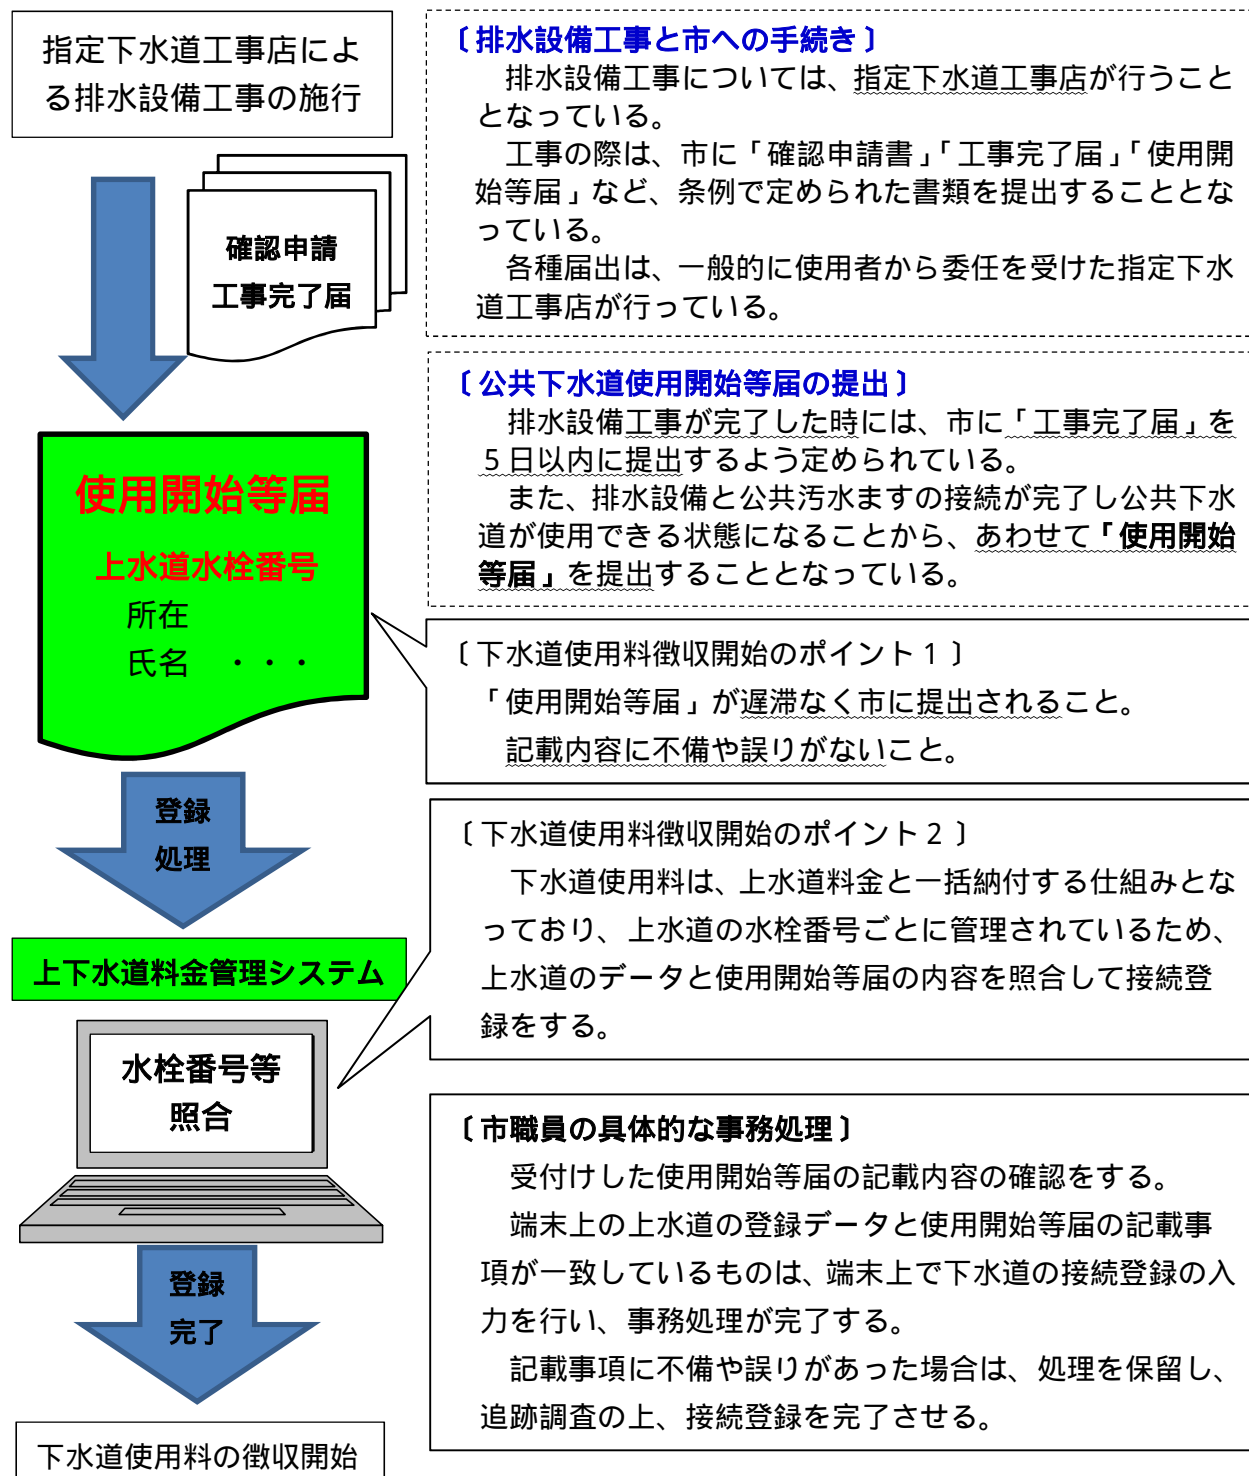 指定下水道工事店によ
る排水設備工事の施行
確認申請
工事完了届
〔排水設備工事と市への手続き〕
排水設備工事については、指定下水道工事店が行うこと
となっている。
工事の際は、市に「確認申請書」「工事完了届」「使用開
始等届」など、条例で定められた書類を提出することとな
っている。
各種届出は、一般的に使用者から委任を受けた指定下水
道工事店が行っている。
〔公共下水道使用開始等届の提出〕
排水設備工事が完了した時には、市に「工事完了届」を
5日以内に提出するよう定められている。
また、排水設備と公共汚水ますの接続が完了し公共下水
道が使用できる状態になることから、あわせて「使用開始
等届」を提出することとなっている。
使用開始等届
上水道水栓番号
所在
氏名 ・・・
〔下水道使用料徴収開始のポイント1〕
「使用開始等届」が遅滞なく市に提出されること。
記載内容に不備や誤りがないこと。
登録
処理
〔下水道使用料徴収開始のポイント2〕
下水道使用料は、上水道料金と一括納付する仕組みとな
っており、上水道の水栓番号ごとに管理されているため、
上水道のデータと使用開始等届の内容を照合して接続登
録をする。
上下水道料金管理システム
水栓番号等
照合
〔市職員の具体的な事務処理〕
受付けした使用開始等届の記載内容の確認をする。
端末上の上水道の登録データと使用開始等届の記載事
項が一致しているものは、端末上で下水道の接続登録の入
力を行い、事務処理が完了する。
記載事項に不備や誤りがあった場合は、処理を保留し、
追跡調査の上、接続登録を完了させる。
登録
完了
下水道使用料の徴収開始